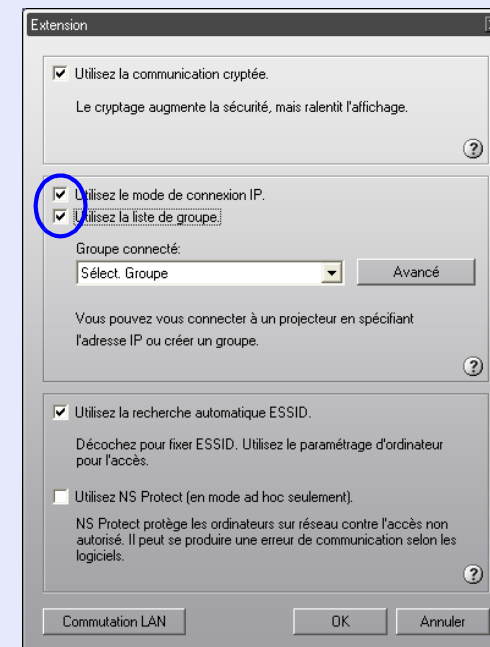 Extension
Utilisez la communication cryptée.
Le cryptage augmente la sécurité, mais ralentit l'affichage.
?
Utilisez le mode de connexion IP.
Utilisez la liste de groupe.
Groupe connecté:
Sélect. Groupe
Avancé
Vous pouvez vous connecter à un projecteur en spécifiant
l'adresse IP ou créer un groupe.
?
Utilisez la recherche automatique ESSID.
Décochez pour fixer ESSID. Utilisez le paramétrage d'ordinateur
pour l'accès.
Utilisez NS Protect (en mode ad hoc seulement).
NS Protect protège les ordinateurs sur réseau contre l'accès non
autorisé. Il peut se produire une erreur de communication selon les
logiciels.
?
Commutation LAN OK Annuler